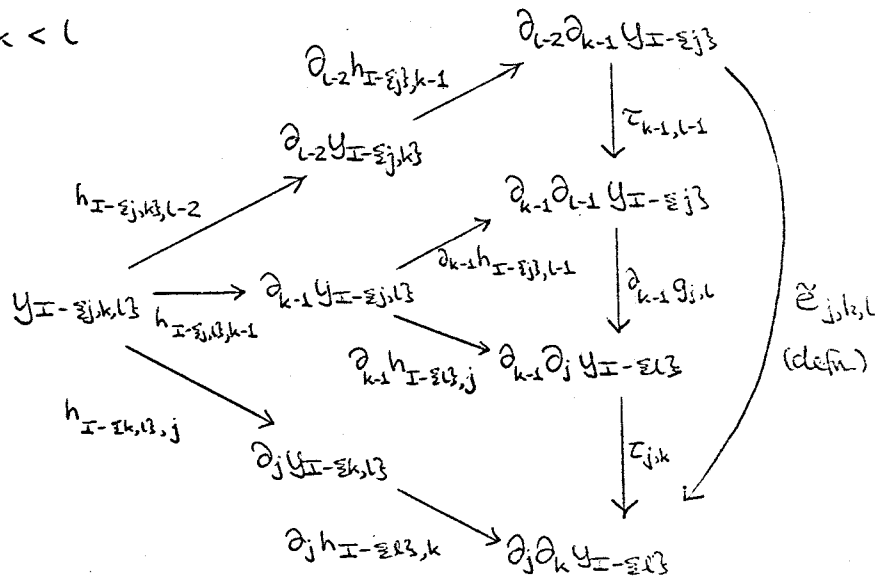 k < l
∂_{l-2}∂_{k-1} y_{I-{j}}
∂_{l-2} h_{I-{j},k-1}
τ_{k-1,l-1}
∂_{l-2} y_{I-{j,k}}
h_{I-{j,k},l-2}
∂_{k-1}∂_{l-1} y_{I-{j}}
∂_{k-1} h_{I-{j},l-1}
∂_{k-1} g_{j,l}
y_{I-{j,k,l}}
h_{I-{j,l},k-1}
∂_{k-1} y_{I-{j,l}}
ẽ_{j,k,l}
(defn)
∂_{k-1} h_{I-{l},j}
∂_{k-1}∂_j y_{I-{l}}
h_{I-{k,l},j}
τ_{j,k}
∂_j y_{I-{k,l}}
∂_j h_{I-{l},k}
∂_j∂_k y_{I-{l}}